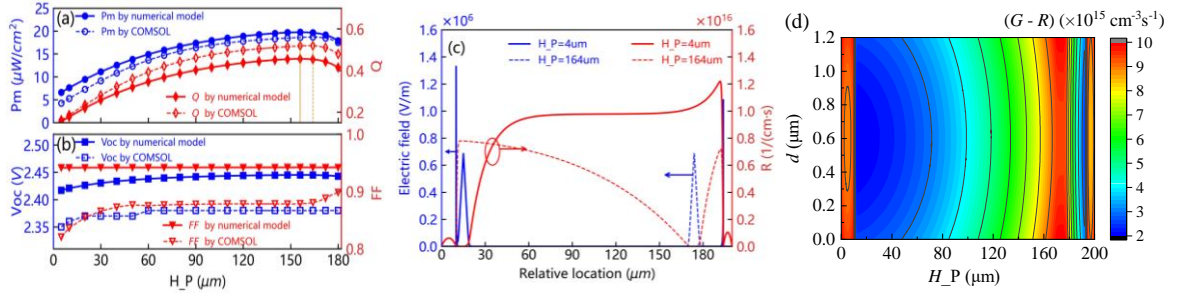 (a)
Pm by numerical model
Pm by COMSOL
Q by numerical model
Q by COMSOL
Pm (μW/cm²)
25
20
15
10
5
0
Q
0.6
0.4
0.2
(b)
Voc by numerical model
Voc by COMSOL
FF by numerical model
FF by COMSOL
Voc (V)
2.50
2.45
2.40
2.35
FF
1.0
0.9
0.8
0 30 60 90 120 150 180
H_P (μm)
(c)
×10⁶
×10¹⁶
H_P=4um
H_P=164um
H_P=4um
H_P=164um
Electric field (V/m)
1.6
1.4
1.2
1.0
0.8
0.6
0.4
0.2
0.0
R (1/(cm·s)
1.6
1.4
1.2
1.0
0.8
0.6
0.4
0.2
0.0
0 30 60 90 120 150 180
Relative location(μm)
(d)
(G - R) (×10¹⁵ cm⁻³s⁻¹)
d (μm)
1.2
1.0
0.8
0.6
0.4
0.2
0.0
0 20 40 60 80 100 120 140 160 200
H_P (μm)
10
9
8
7
6
5
4
3
2